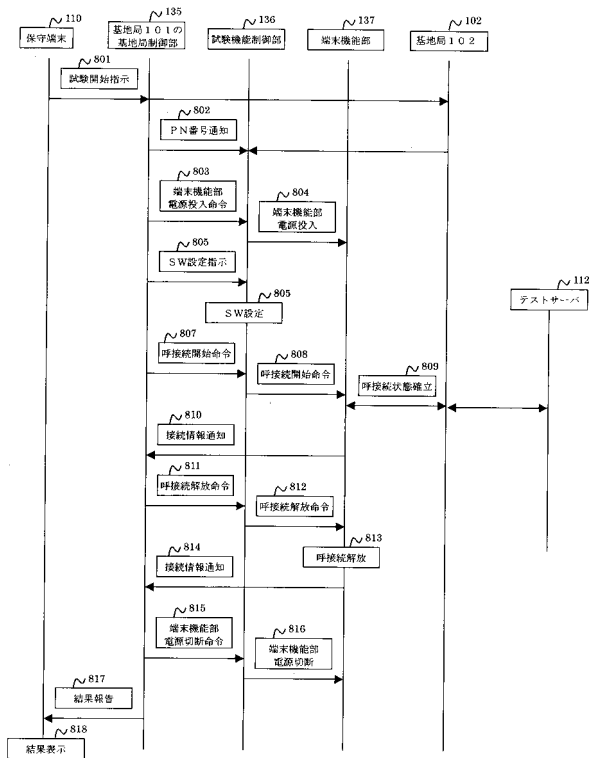 110
保守端末
135
基地局101の
基地局制御部
136
試験機能制御部
137
端末機能部
102
基地局102
801
試験開始指示
802
PN番号通知
803
端末機能部
電源投入命令
804
端末機能部
電源投入
805
SW設定指示
805
SW設定
112
テストサーバ
807
呼接続開始命令
808
呼接続開始命令
809
呼接続状態確立
810
接続情報通知
811
呼接続解放命令
812
呼接続解放命令
813
呼接続解放
814
接続情報通知
815
端末機能部
電源切断命令
816
端末機能部
電源切断
817
結果報告
818
結果表示